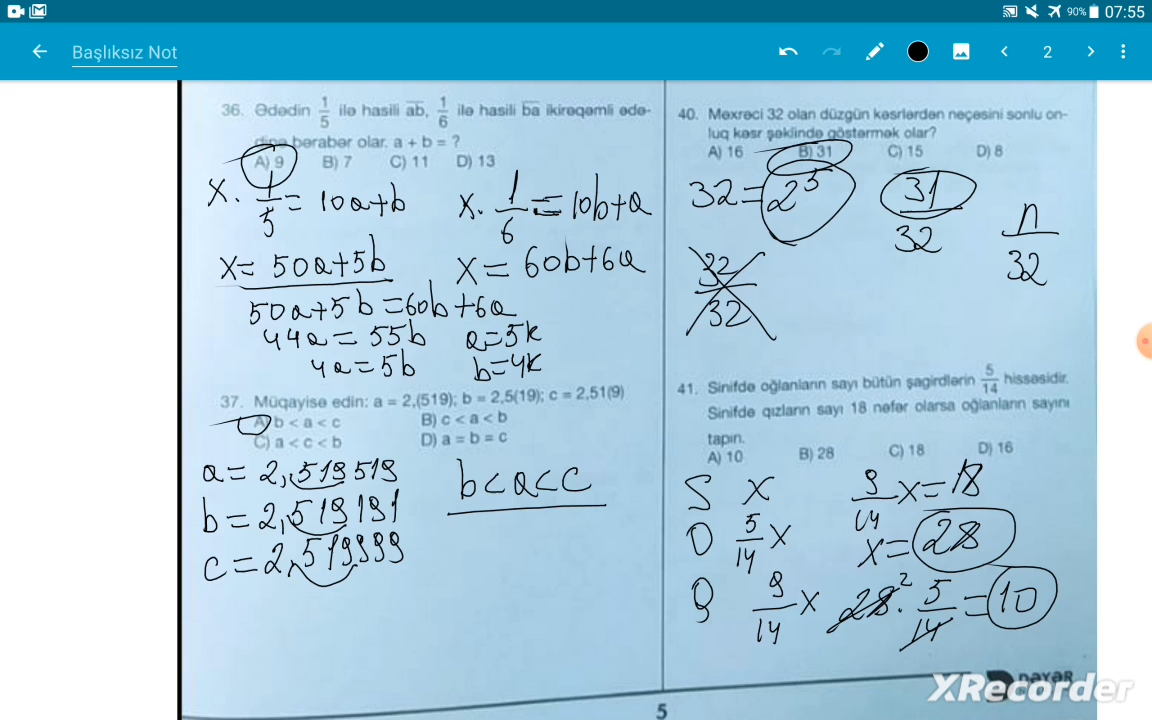 90% 07:55
Başlıksız Not
2
36. Ədədin 1/5 ilə hasili ab, 1/6 ilə hasili ba ikirəqəmli ədə-
dinə bərabər olar. a + b = ?
A) 9 B) 7 C) 11 D) 13
x · 1/5 = 10a+b x · 1/6 = 10b+a
x = 50a+5b x = 60b+6a
50a+5b=60b+6a
44a = 55b a=5k
4a=5b b=4k
37. Müqayisə edin: a = 2,(519); b = 2,5(19); c = 2,51(9)
A) b < a < c B) c < a < b
C) a < c < b D) a = b = c
a = 2,519519 b<a<c
b = 2,519191
c = 2,519999
40. Məxrəci 32 olan düzgün kəsrlərdən neçəsini sonlu on-
luq kəsr şəklində göstərmək olar?
A) 16 B) 31 C) 15 D) 8
32=2^5 31/32 n/32
32/32
41. Sinifdə oğlanların sayı bütün şagirdlərin 5/14 hissəsidir.
Sinifdə qızların sayı 18 nəfər olarsa oğlanların sayını
tapın.
A) 10 B) 28 C) 18 D) 16
S x 9/14 x=18
O 5/14 x x=28
Q 9/14 x 28² · 5/14 = 10
5
XRecorder